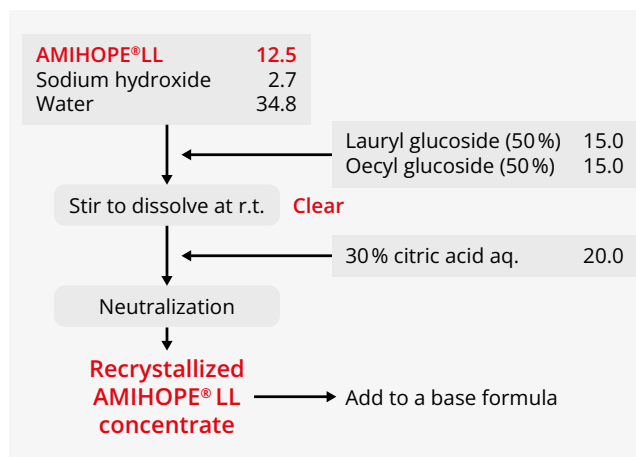 AMIHOPE®LL 12.5
Sodium hydroxide 2.7
Water 34.8
Lauryl glucoside (50 %) 15.0
Oecyl glucoside (50 %) 15.0
Stir to dissolve at r.t. Clear
30 % citric acid aq. 20.0
Neutralization
Recrystallized
AMIHOPE® LL
concentrate
Add to a base formula